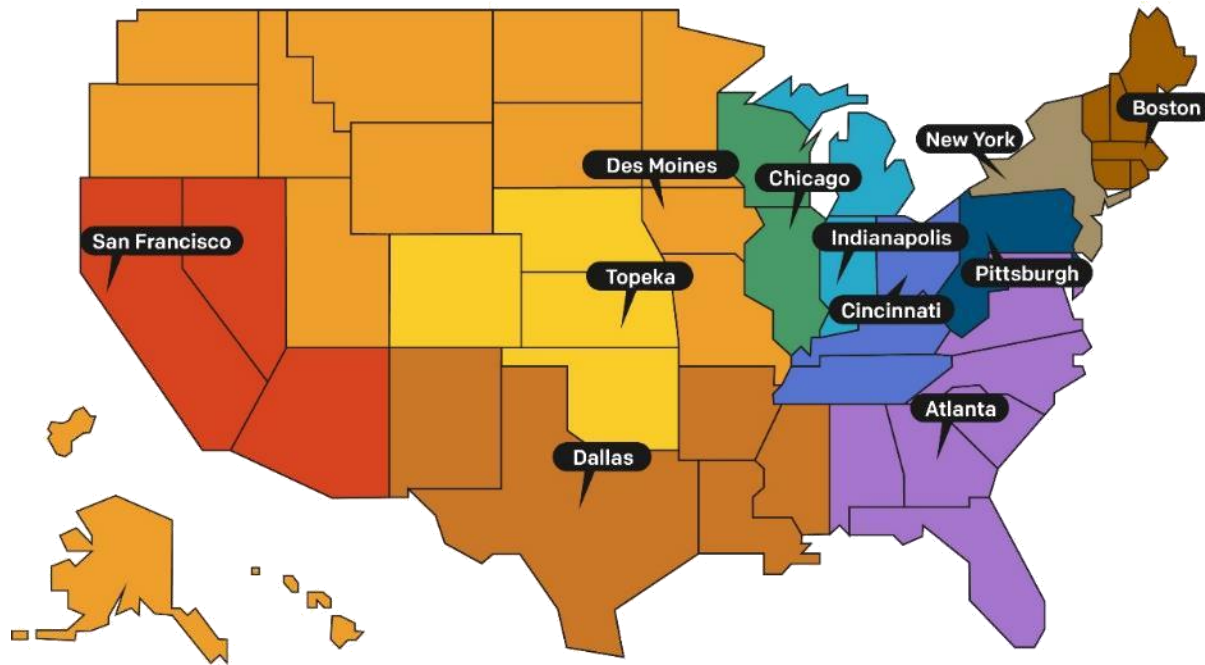 Boston
New York
Des Moines
Chicago
San Francisco
Indianapolis
Topeka
Pittsburgh
Cincinnati
Atlanta
Dallas